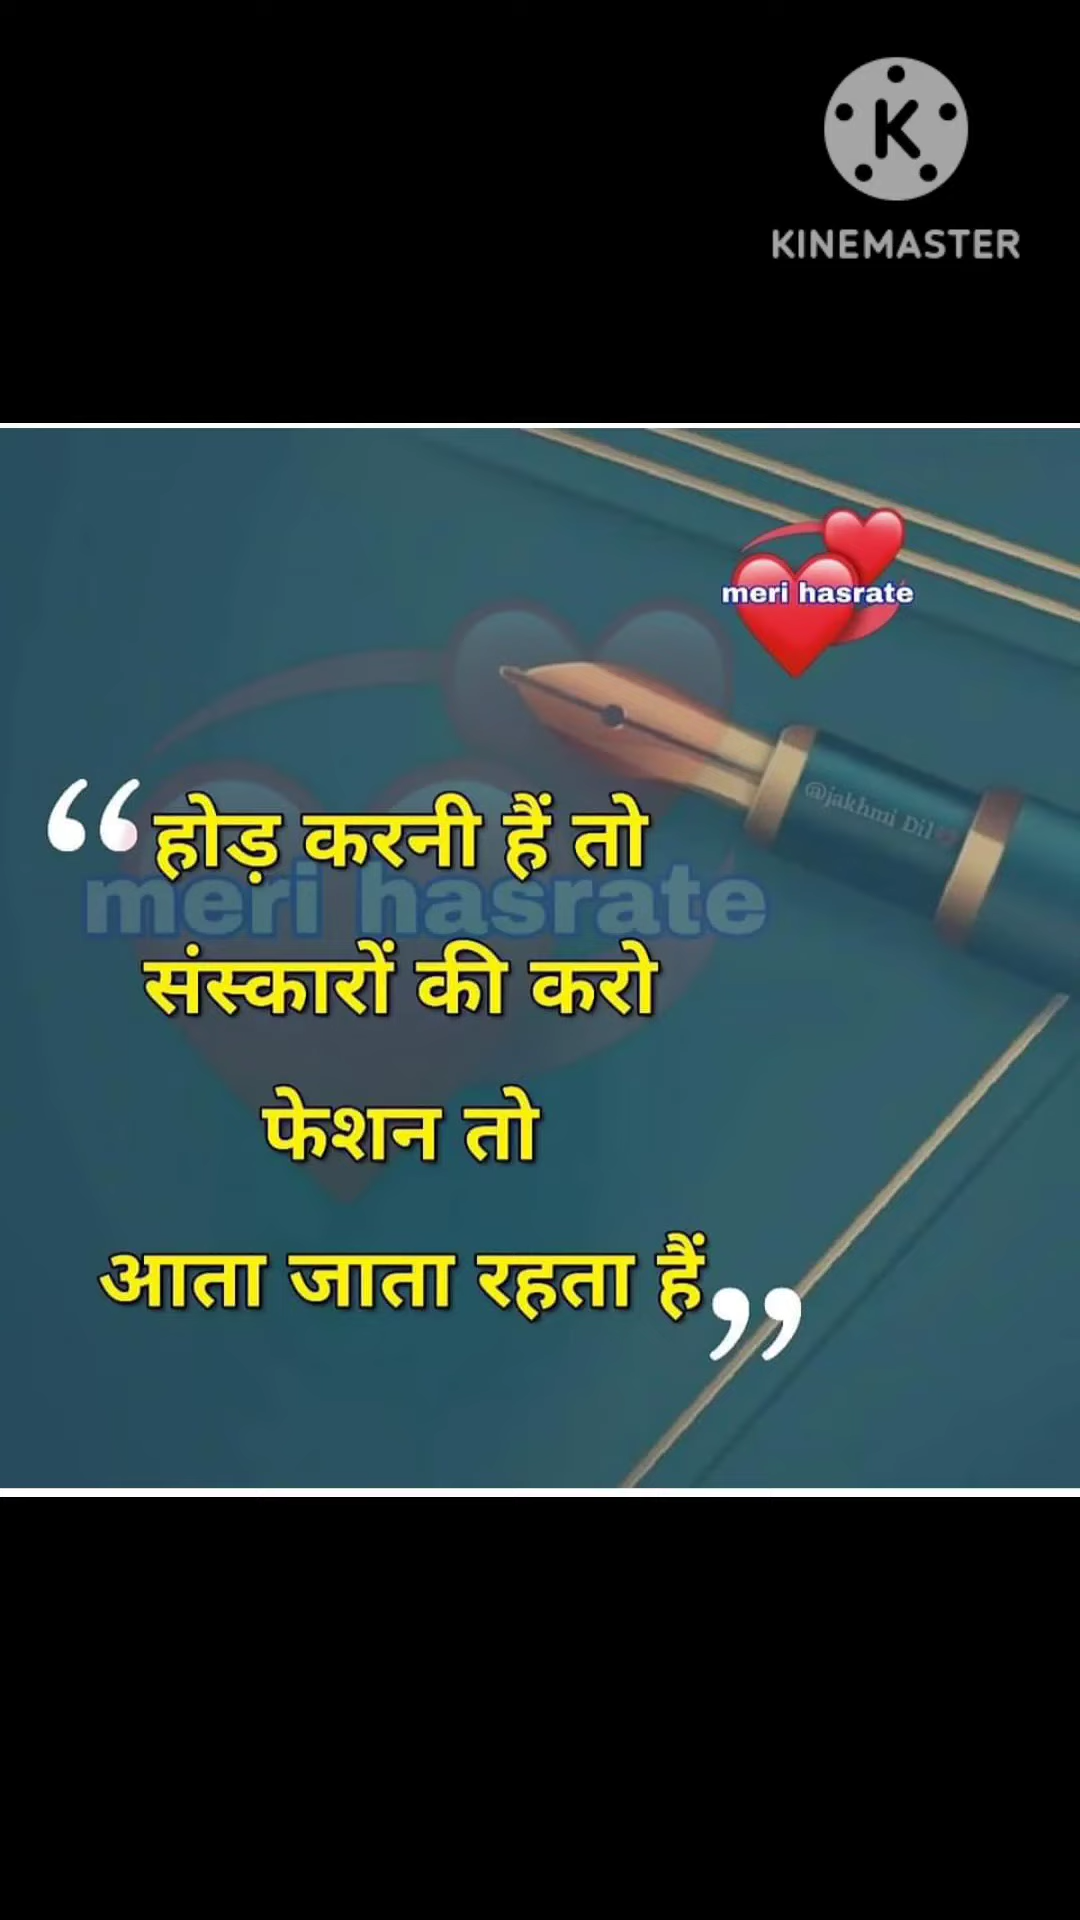 KINEMASTER
meri hasrate
@jakhmi Dil
“होड़ करनी हैं तो
meri hasrate
संस्कारों की करो
फेशन तो
आता जाता रहता हैं”